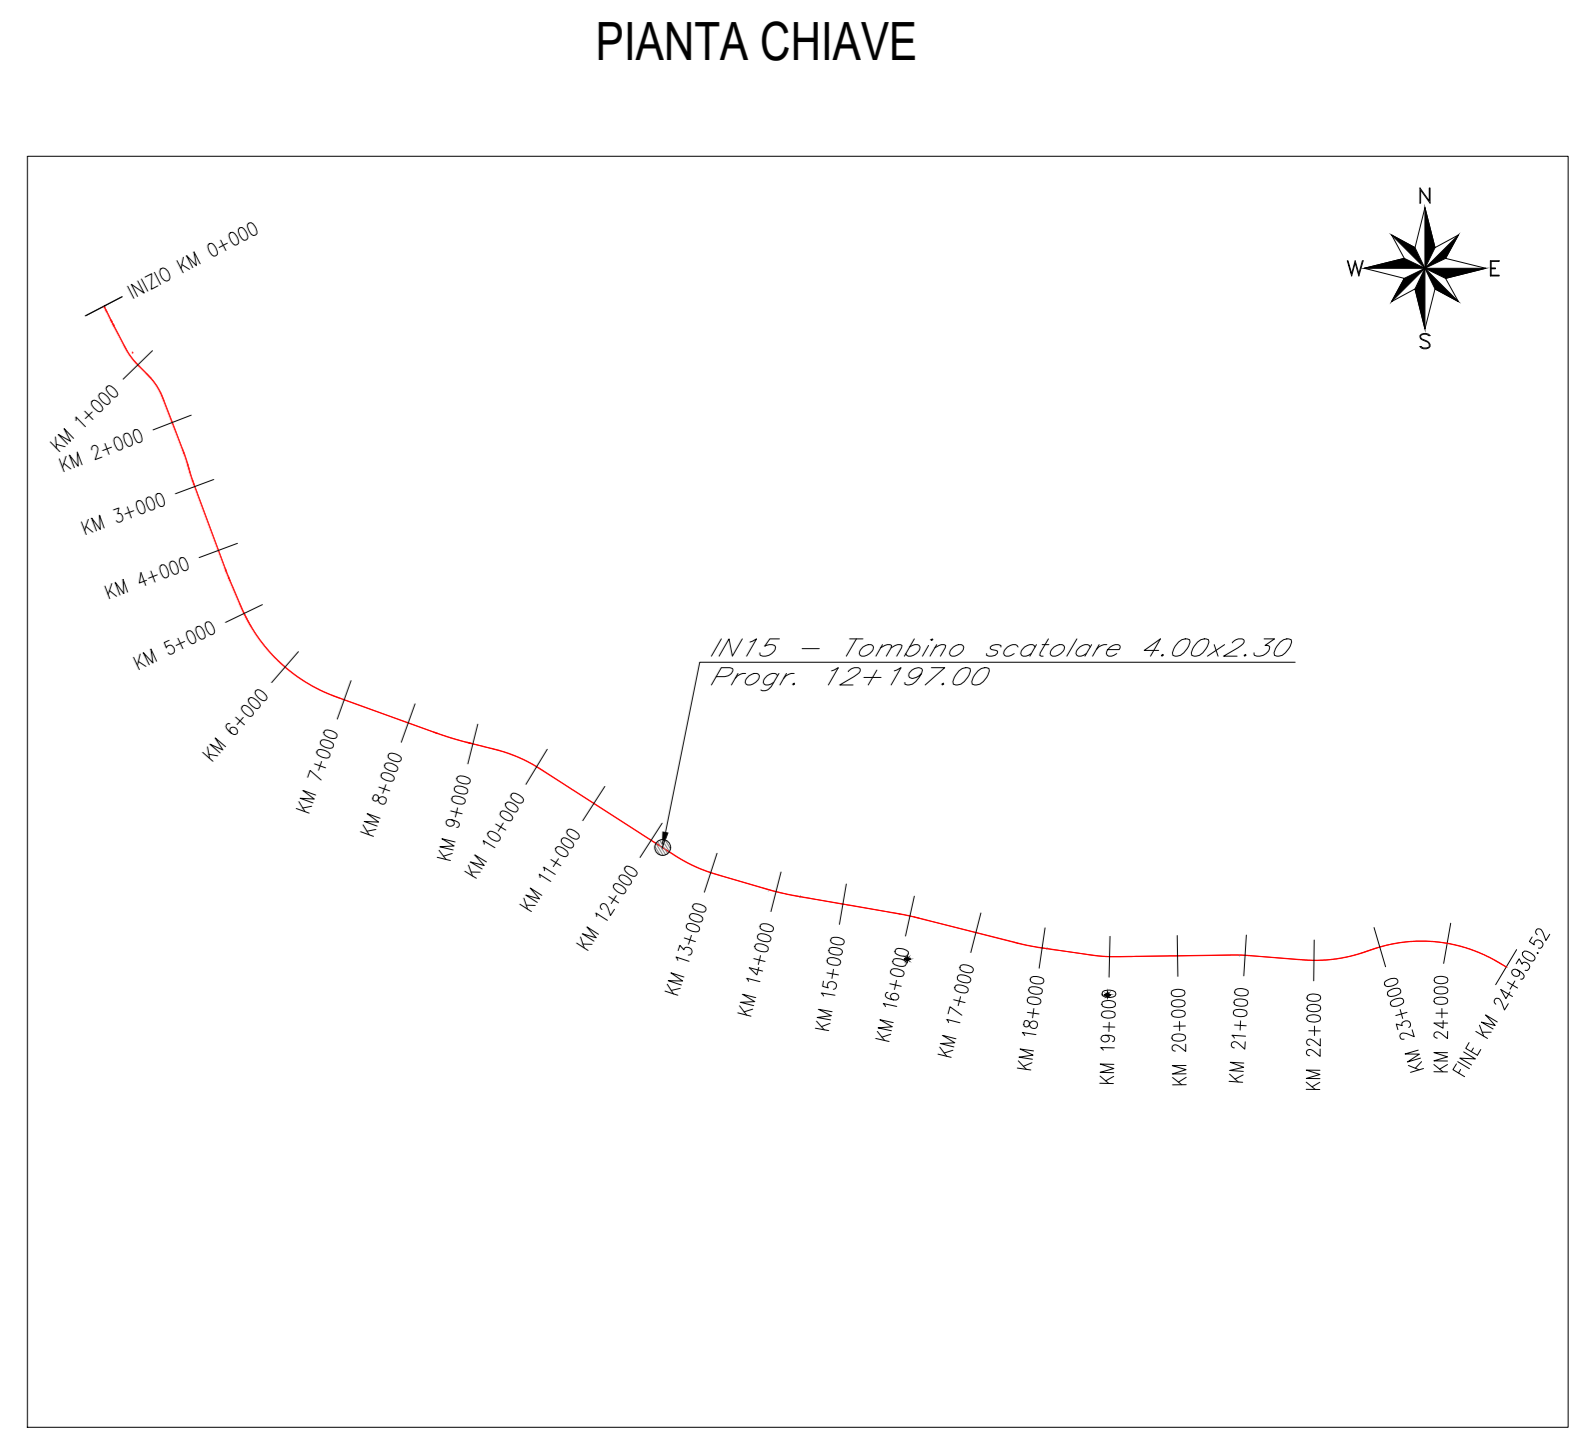 PIANTA CHIAVE
N
W
E
S
INIZIO KM 0+000
KM 1+000
KM 2+000
KM 3+000
KM 4+000
KM 5+000
KM 6+000
KM 7+000
KM 8+000
KM 9+000
KM 10+000
KM 11+000
KM 12+000
IN15 – Tombino scatolare 4.00x2.30
Progr. 12+197.00
KM 13+000
KM 14+000
KM 15+000
KM 16+000
KM 17+000
KM 18+000
KM 19+000
KM 20+000
KM 21+000
KM 22+000
KM 23+000
KM 24+000
FINE KM 24+930.52